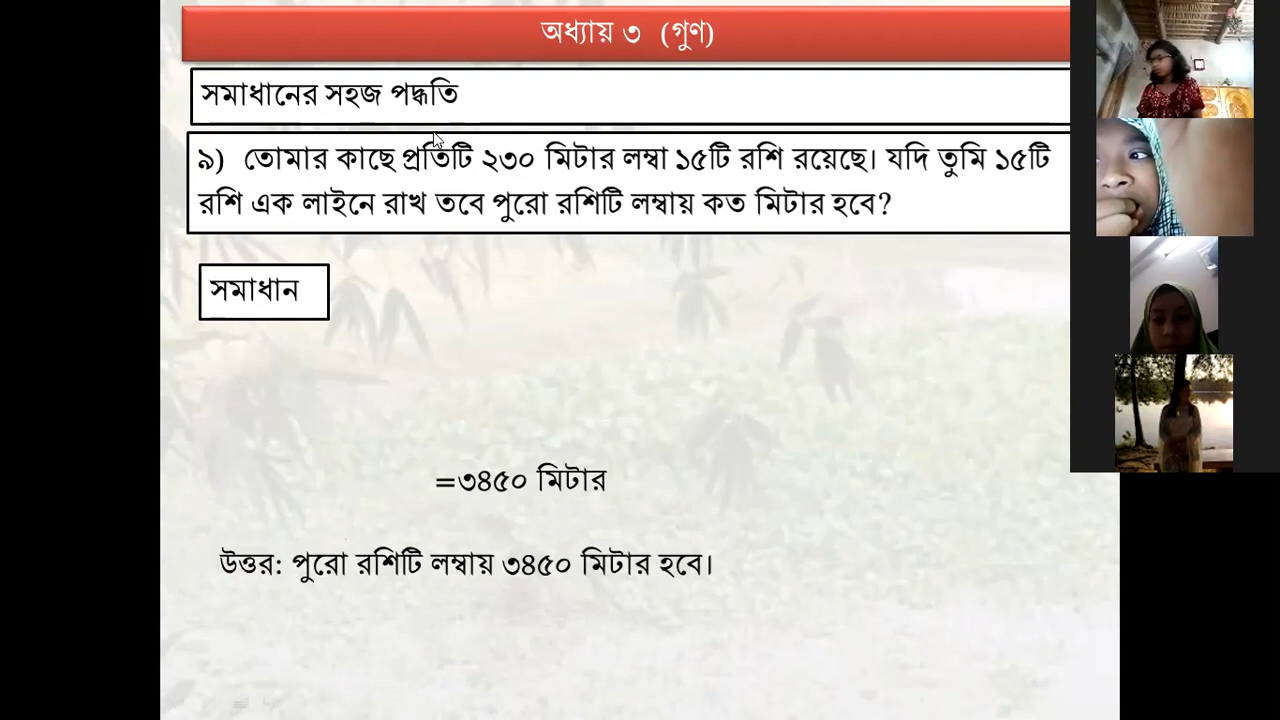 অধ্যায় ৩ (গুণ)
সমাধানের সহজ পদ্ধতি
৯) তোমার কাছে প্রতিটি ২৩০ মিটার লম্বা ১৫টি রশি রয়েছে। যদি তুমি ১৫টি
রশি এক লাইনে রাখ তবে পুরো রশিটি লম্বায় কত মিটার হবে?
সমাধান
=৩৪৫০ মিটার
উত্তর: পুরো রশিটি লম্বায় ৩৪৫০ মিটার হবে।